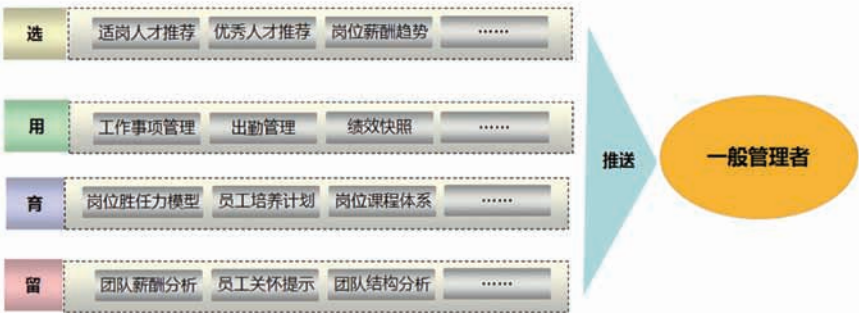 选 适岗人才推荐 优秀人才推荐 岗位薪酬趋势 ……
用 工作事项管理 出勤管理 绩效快照 ……
推送 一般管理者
育 岗位胜任力模型 员工培养计划 岗位课程体系 ……
留 团队薪酬分析 员工关怀提示 团队结构分析 ……